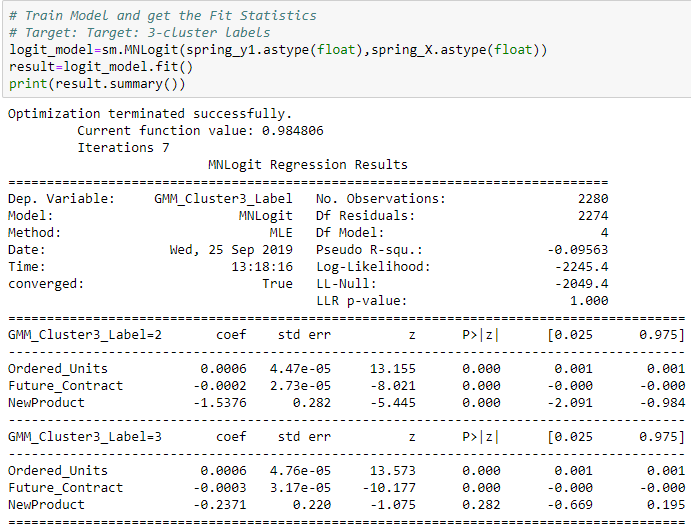 # Train Model and get the Fit Statistics
# Target: Target: 3-cluster labels
logit_model=sm.MNLogit(spring_y1.astype(float),spring_X.astype(float))
result=logit_model.fit()
print(result.summary())
Optimization terminated successfully.
         Current function value: 0.984806
         Iterations 7
                          MNLogit Regression Results
==============================================================================
Dep. Variable:     GMM_Cluster3_Label   No. Observations:                 2280
Model:                        MNLogit   Df Residuals:                     2274
Method:                           MLE   Df Model:                            4
Date:                Wed, 25 Sep 2019   Pseudo R-squ.:                -0.09563
Time:                        13:18:16   Log-Likelihood:                -2245.4
converged:                       True   LL-Null:                       -2049.4
                                        LLR p-value:                     1.000
========================================================================================
GMM_Cluster3_Label=2       coef    std err          z      P>|z|      [0.025      0.975]
----------------------------------------------------------------------------------------
Ordered_Units            0.0006   4.47e-05     13.155      0.000       0.001       0.001
Future_Contract         -0.0002   2.73e-05     -8.021      0.000      -0.000      -0.000
NewProduct              -1.5376      0.282     -5.445      0.000      -2.091      -0.984
----------------------------------------------------------------------------------------
GMM_Cluster3_Label=3       coef    std err          z      P>|z|      [0.025      0.975]
----------------------------------------------------------------------------------------
Ordered_Units            0.0006   4.76e-05     13.573      0.000       0.001       0.001
Future_Contract         -0.0003   3.17e-05    -10.177      0.000      -0.000      -0.000
NewProduct              -0.2371      0.220     -1.075      0.282      -0.669       0.195
========================================================================================